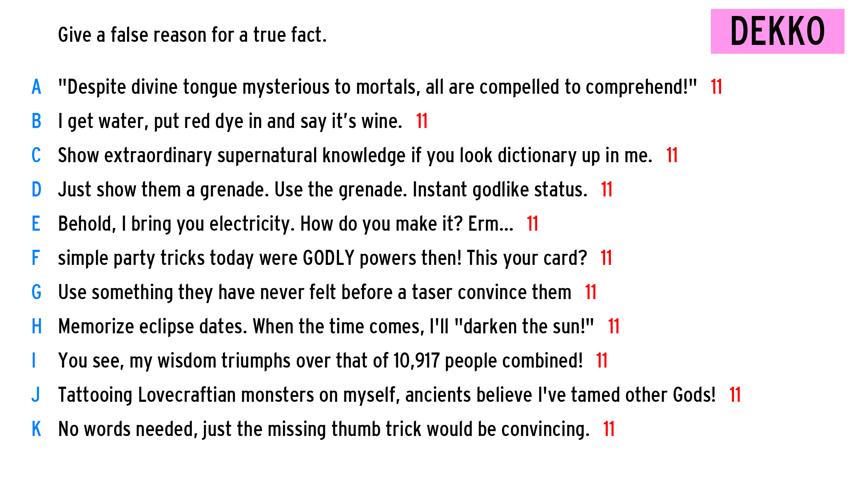 Give a false reason for a true fact.
DEKKO
A "Despite divine tongue mysterious to mortals, all are compelled to comprehend!" 11
B I get water, put red dye in and say it's wine. 11
C Show extraordinary supernatural knowledge if you look dictionary up in me. 11
D Just show them a grenade. Use the grenade. Instant godlike status. 11
E Behold, I bring you electricity. How do you make it? Erm... 11
F simple party tricks today were GODLY powers then! This your card? 11
G Use something they have never felt before a taser convince them 11
H Memorize eclipse dates. When the time comes, I'll "darken the sun!" 11
I You see, my wisdom triumphs over that of 10,917 people combined! 11
J Tattooing Lovecraftian monsters on myself, ancients believe I've tamed other Gods! 11
K No words needed, just the missing thumb trick would be convincing. 11